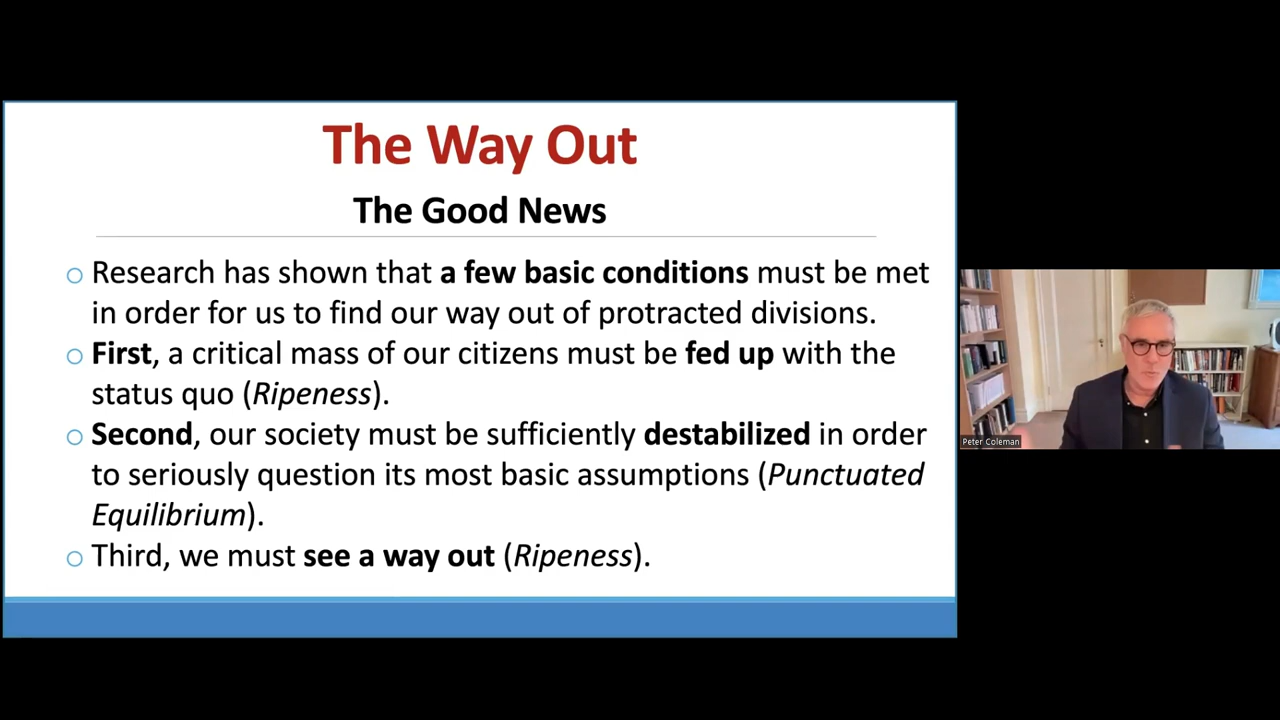 The Way Out
The Good News
○ Research has shown that a few basic conditions must be met
in order for us to find our way out of protracted divisions.
○ First, a critical mass of our citizens must be fed up with the
status quo (Ripeness).
○ Second, our society must be sufficiently destabilized in order
to seriously question its most basic assumptions (Punctuated
Equilibrium).
○ Third, we must see a way out (Ripeness).
Peter Coleman